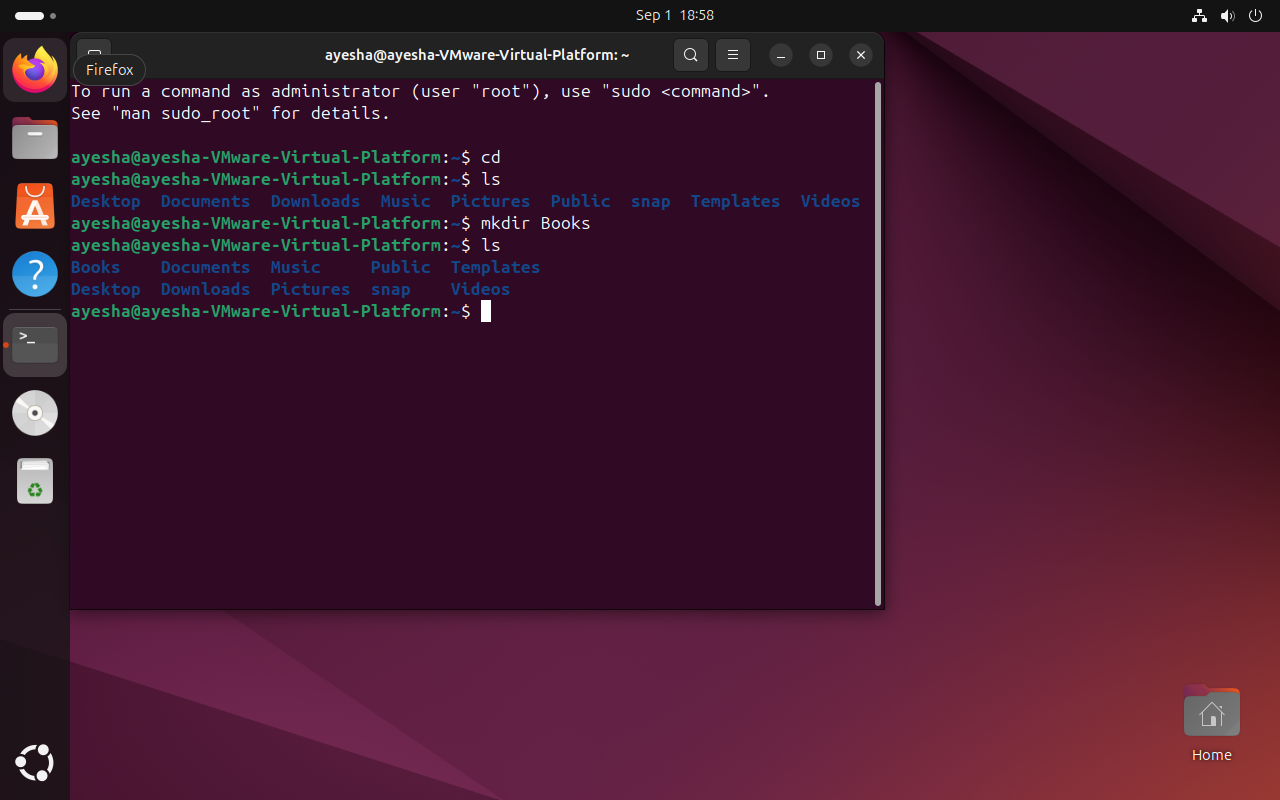 Sep 1 18:58
ayesha@ayesha-VMware-Virtual-Platform: ~
Firefox
To run a command as administrator (user "root"), use "sudo <command>".
See "man sudo_root" for details.
ayesha@ayesha-VMware-Virtual-Platform:~$ cd
ayesha@ayesha-VMware-Virtual-Platform:~$ ls
Desktop Documents Downloads Music Pictures Public snap Templates Videos
ayesha@ayesha-VMware-Virtual-Platform:~$ mkdir Books
ayesha@ayesha-VMware-Virtual-Platform:~$ ls
Books Documents Music Public Templates
Desktop Downloads Pictures snap Videos
ayesha@ayesha-VMware-Virtual-Platform:~$
Home